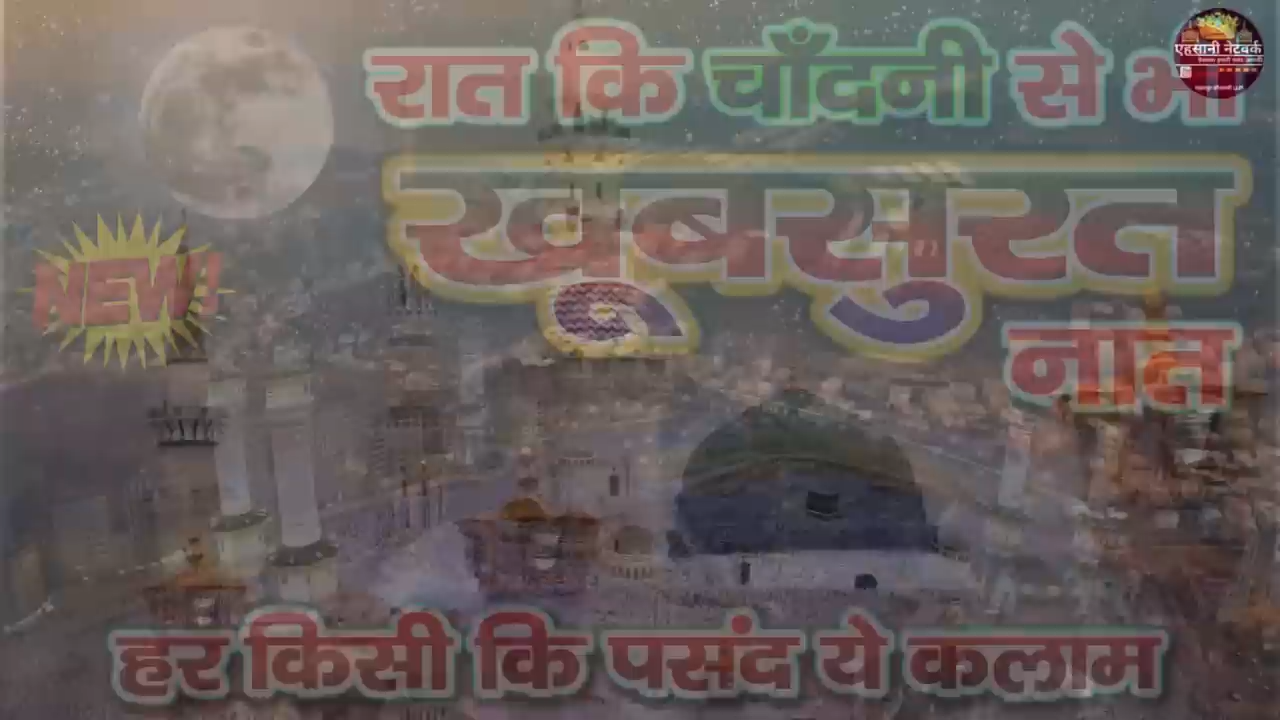 रात कि चाँदनी से भी
खूबसुरत
नात
NEW!
हर किसी कि पसंद ये कलाम
एहसानी नेटवर्क